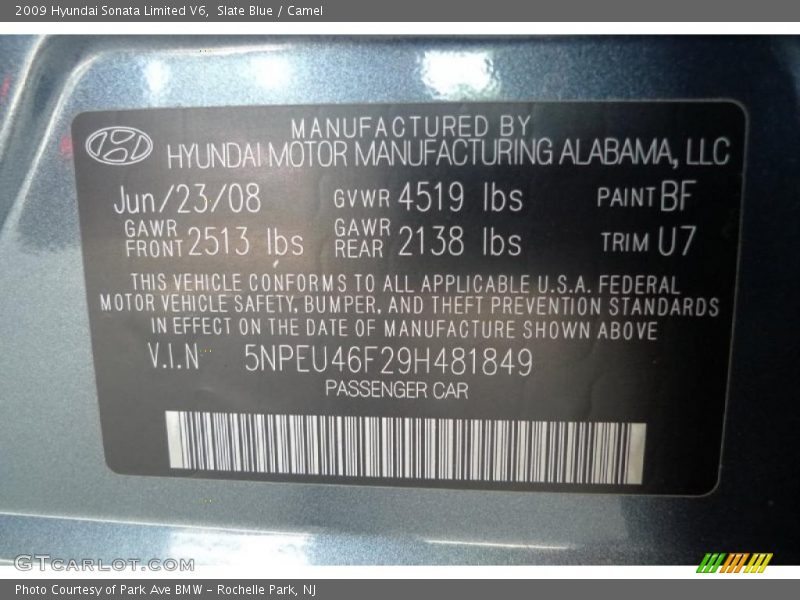 2009 Hyundai Sonata Limited V6, Slate Blue / Camel
MANUFACTURED BY
HYUNDAI MOTOR MANUFACTURING ALABAMA, LLC
Jun/23/08 GVWR 4519 lbs PAINT BF
GAWR FRONT 2513 lbs GAWR REAR 2138 lbs TRIM U7
THIS VEHICLE CONFORMS TO ALL APPLICABLE U.S.A. FEDERAL
MOTOR VEHICLE SAFETY, BUMPER, AND THEFT PREVENTION STANDARDS
IN EFFECT ON THE DATE OF MANUFACTURE SHOWN ABOVE
V.I.N 5NPEU46F29H481849
PASSENGER CAR
GTCARLOT.COM
Photo Courtesy of Park Ave BMW - Rochelle Park, NJ